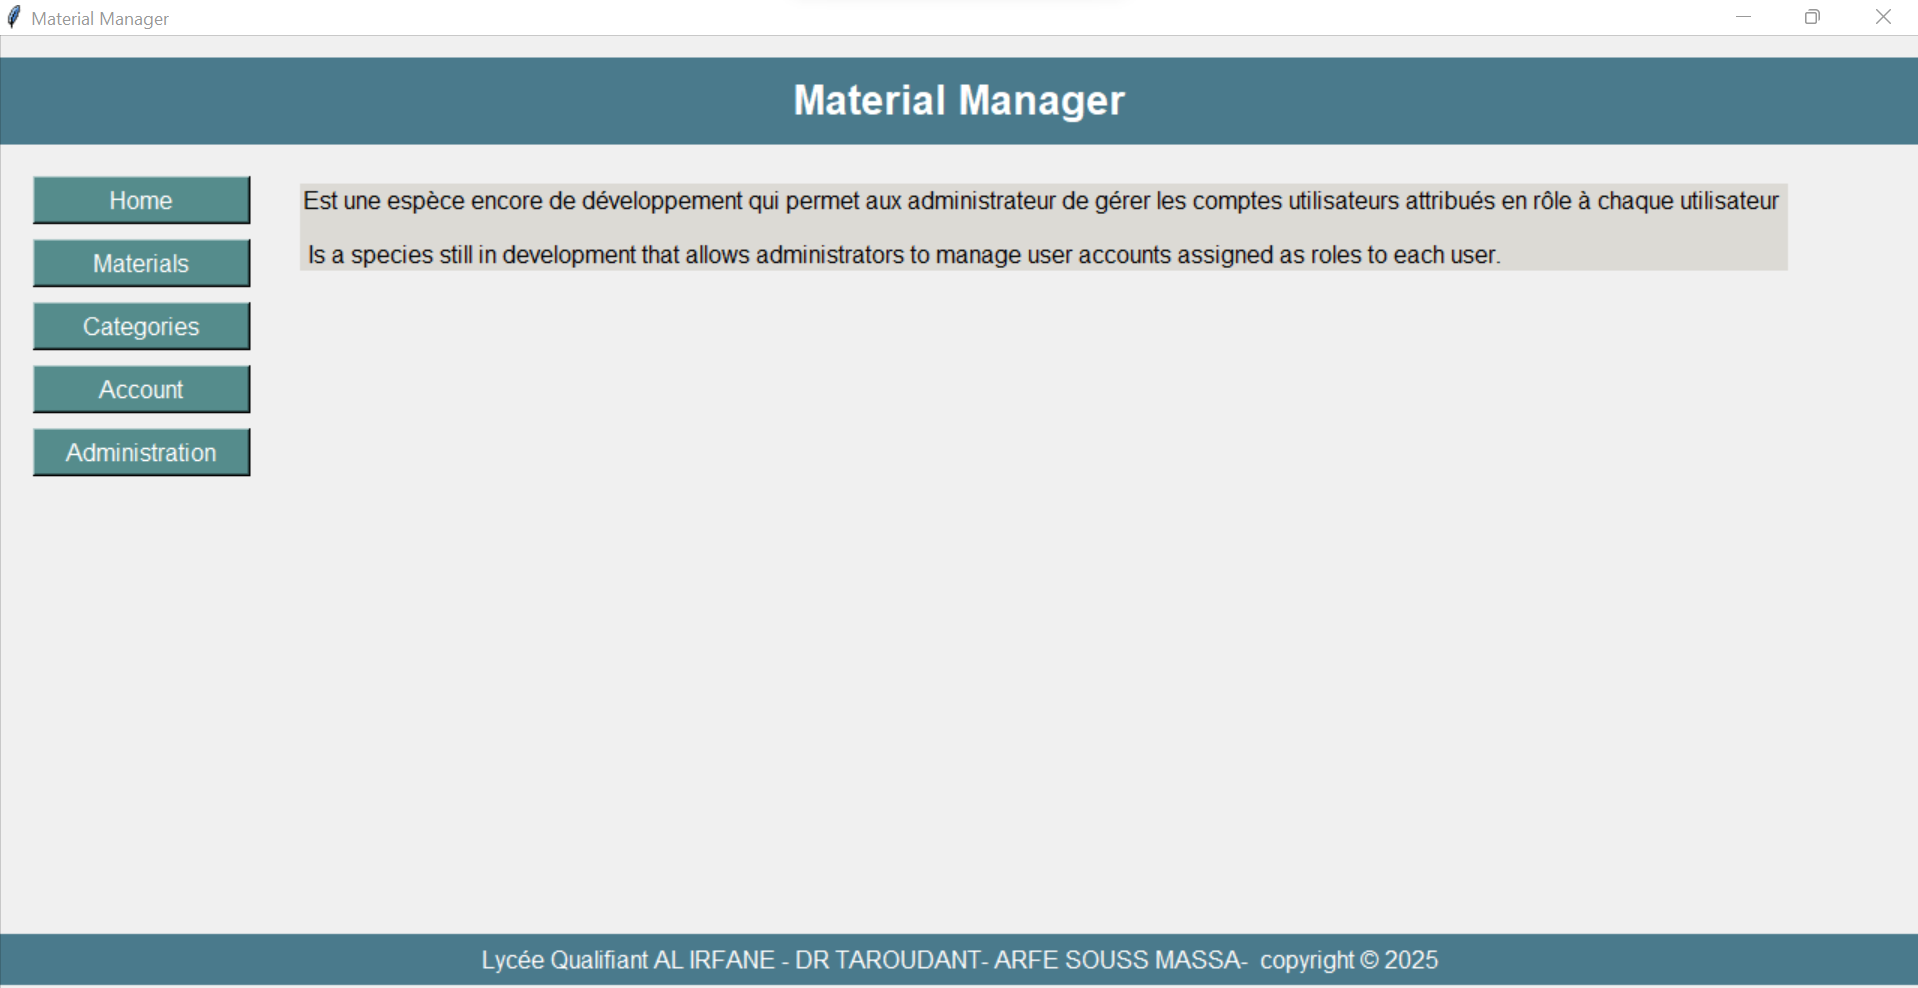 Material Manager
Material Manager
Home
Materials
Categories
Account
Administration
Est une espèce encore de développement qui permet aux administrateur de gérer les comptes utilisateurs attribués en rôle à chaque utilisateur
Is a species still in development that allows administrators to manage user accounts assigned as roles to each user.
Lycée Qualifiant AL IRFANE - DR TAROUDANT- ARFE SOUSS MASSA-  copyright © 2025